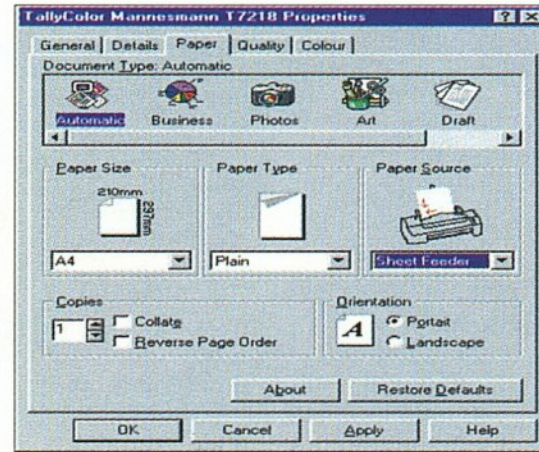 TallyColor Mannesmann T7218 Properties
General Details Paper Quality Colour
Document Type: Automatic
Automatic Business Photos Art Draft
Paper Size Paper Type Paper Source
210mm
297mm
A4 Plain Sheet Feeder
Copies Orientation
1 Collate A Portait
Reverse Page Order Landscape
About Restore Defaults
OK Cancel Apply Help